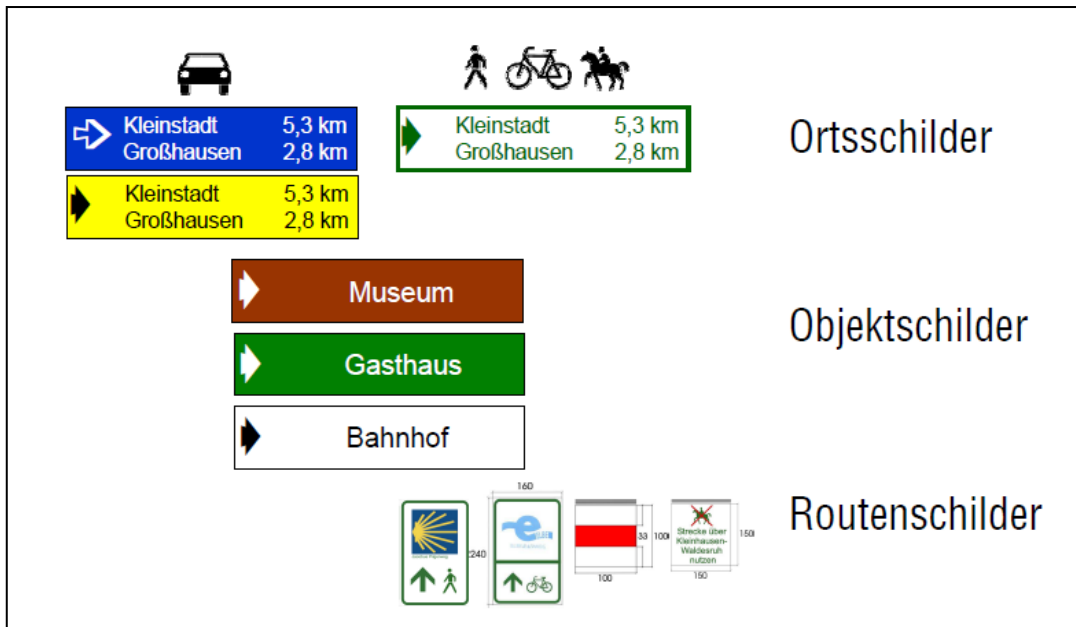 Kleinstadt 5,3 km
Großhausen 2,8 km
Kleinstadt 5,3 km
Großhausen 2,8 km
Ortsschilder
Kleinstadt 5,3 km
Großhausen 2,8 km
Museum
Objektschilder
Gasthaus
Bahnhof
Routenschilder
160
240
33
100
100
Strecke über
Kleinhausen-
Waldesruh
nutzen
150
150